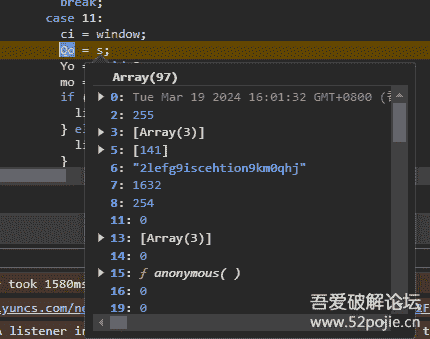 break;
case 11:
ci = window;
Qo = s;
Yo =
mo =
if (
li
} el
li
}
Array(97)
▶ 0: Tue Mar 19 2024 16:01:32 GMT+0800 (
2: 255
▶ 3: [Array(3)]
▶ 5: [141]
6: "2lefg9iscehtion9km0qhj"
7: 1632
8: 254
11: 0
▶ 13: [Array(3)]
14: 0
▶ 15: ƒ anonymous( )
16: 0
19: 0
took 1580ms
lyuncs.com/ne
listener in
吾爱破解论坛
www.52pojie.cn